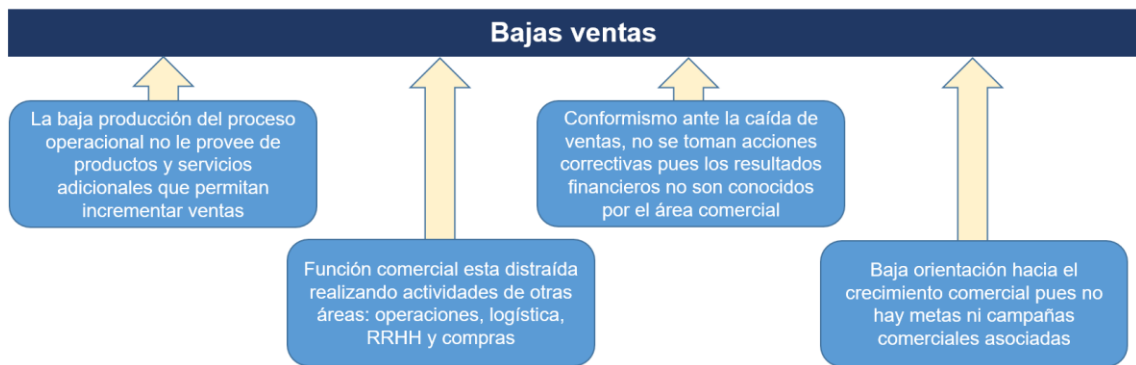 Bajas ventas
La baja producción del proceso
operacional no le provee de
productos y servicios
adicionales que permitan
incrementar ventas
Función comercial esta distraída
realizando actividades de otras
áreas: operaciones, logística,
RRHH y compras
Conformismo ante la caída de
ventas, no se toman acciones
correctivas pues los resultados
financieros no son conocidos
por el área comercial
Baja orientación hacia el
crecimiento comercial pues no
hay metas ni campañas
comerciales asociadas